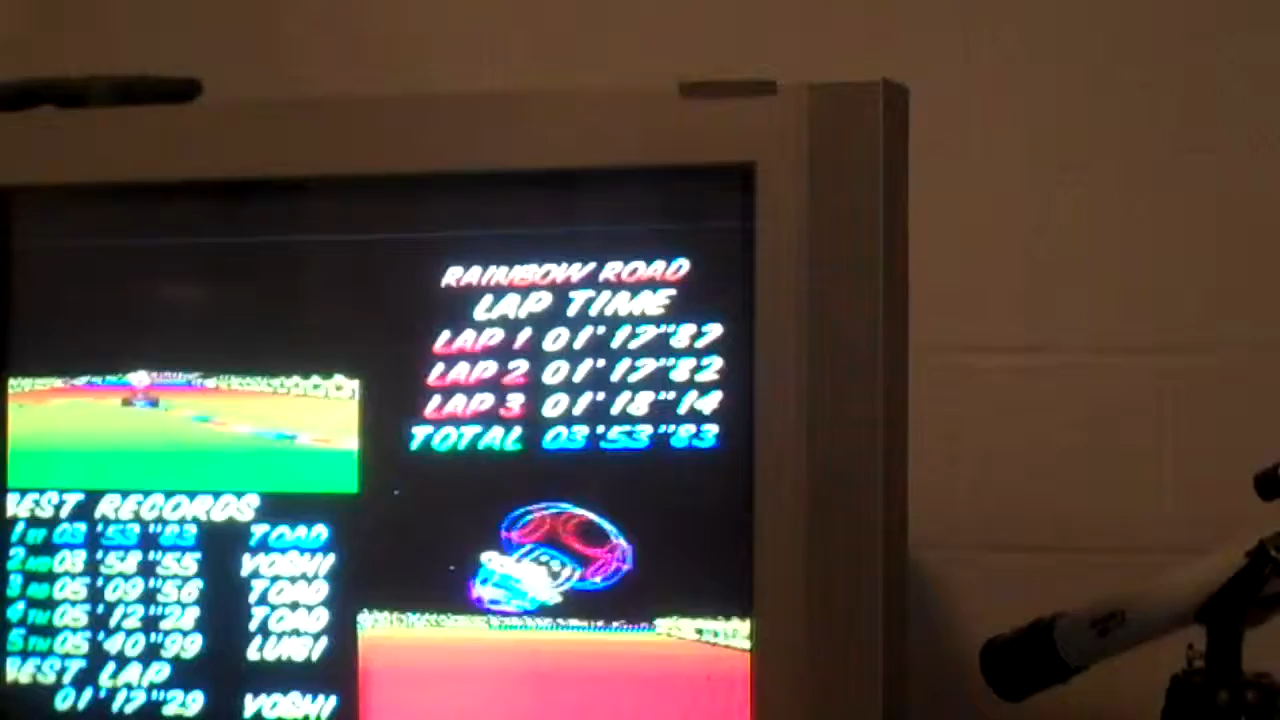 RAINBOW ROAD
LAP TIME
LAP 1 01'17"87
LAP 2 01'17"82
LAP 3 01'18"14
TOTAL 03'53"83
BEST RECORDS
1ST 03'53"83 TOAD
2ND 03'58"55 YOSHI
3RD 05'09"56 TOAD
4TH 05'12"28 TOAD
5TH 05'40"99 LUIGI
BEST LAP
01'17"29 YOSHI